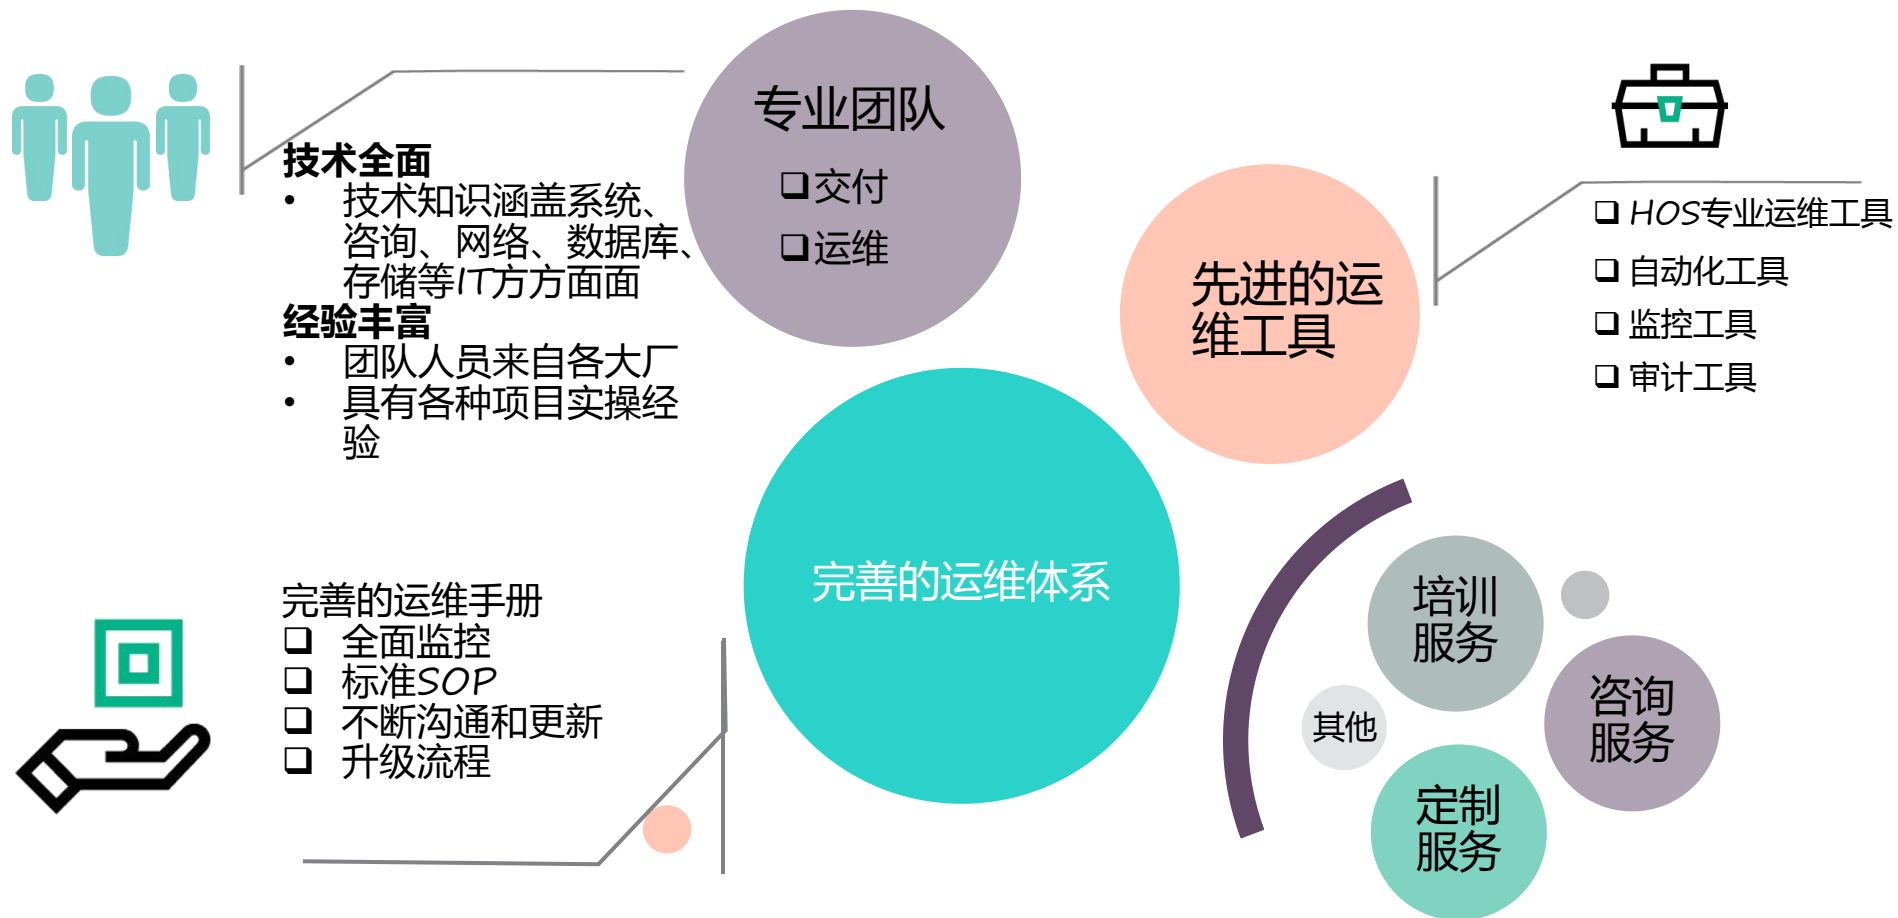 专业团队
❑交付
❑运维
技术全面
• 技术知识涵盖系统、
咨询、网络、数据库、
存储等IT方方面面
经验丰富
• 团队人员来自各大厂
• 具有各种项目实操经
验
先进的运
维工具
❑ HOS专业运维工具
❑ 自动化工具
❑ 监控工具
❑ 审计工具
完善的运维体系
完善的运维手册
❑ 全面监控
❑ 标准SOP
❑ 不断沟通和更新
❑ 升级流程
培训
服务
咨询
服务
其他
定制
服务